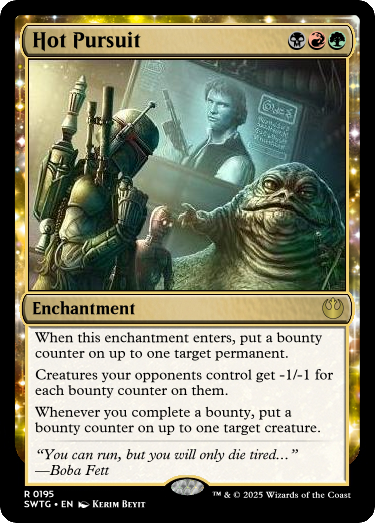 Hot Pursuit
Enchantment
When this enchantment enters, put a bounty
counter on up to one target permanent.
Creatures your opponents control get -1/-1 for
each bounty counter on them.
Whenever you complete a bounty, put a
bounty counter on up to one target creature.
“You can run, but you will only die tired…”
—Boba Fett
R 0195
SWTG • EN Kerim Beyit
™ & © 2025 Wizards of the Coast